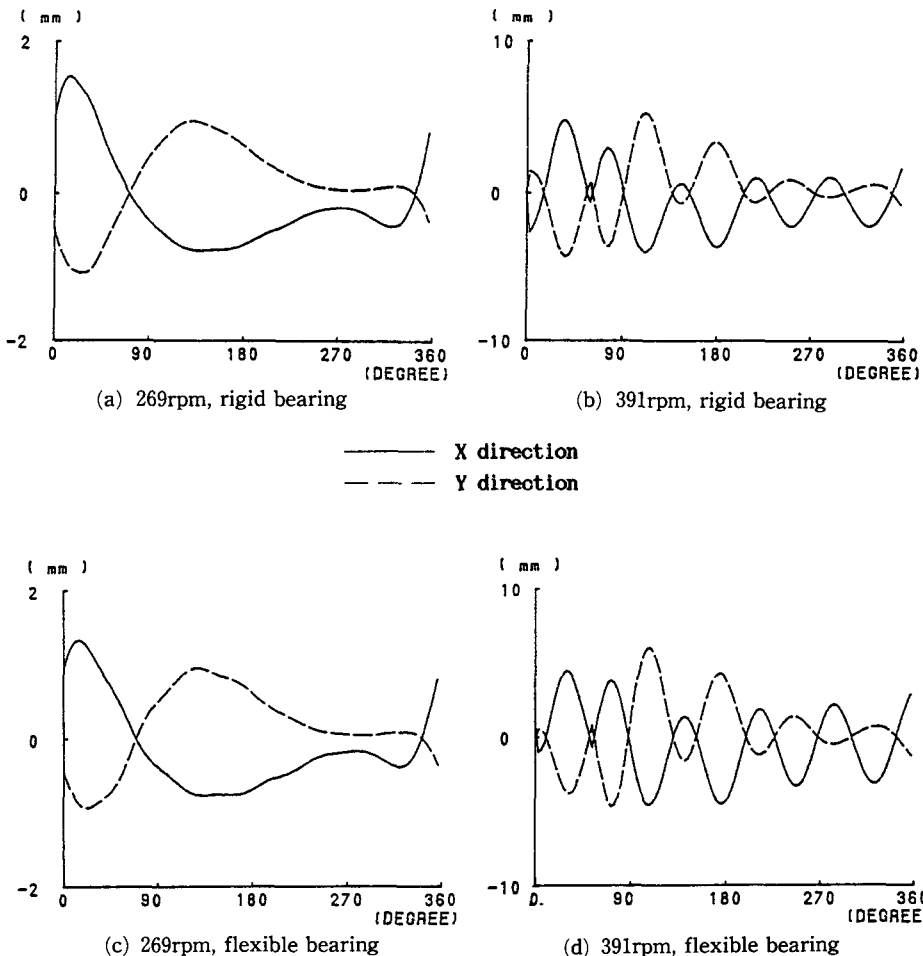 ( mm )
2
0
-2
0 90 180 270 360
(DEGREE)
(a) 269rpm, rigid bearing
( mm )
10
0
-10
0 90 180 270 360
(DEGREE)
(b) 391rpm, rigid bearing
X direction
Y direction
( mm )
2
0
-2
0 90 180 270 360
(DEGREE)
(c) 269rpm, flexible bearing
( mm )
10
0
-10
0. 90 180 270 360
(DEGREE)
(d) 391rpm, flexible bearing